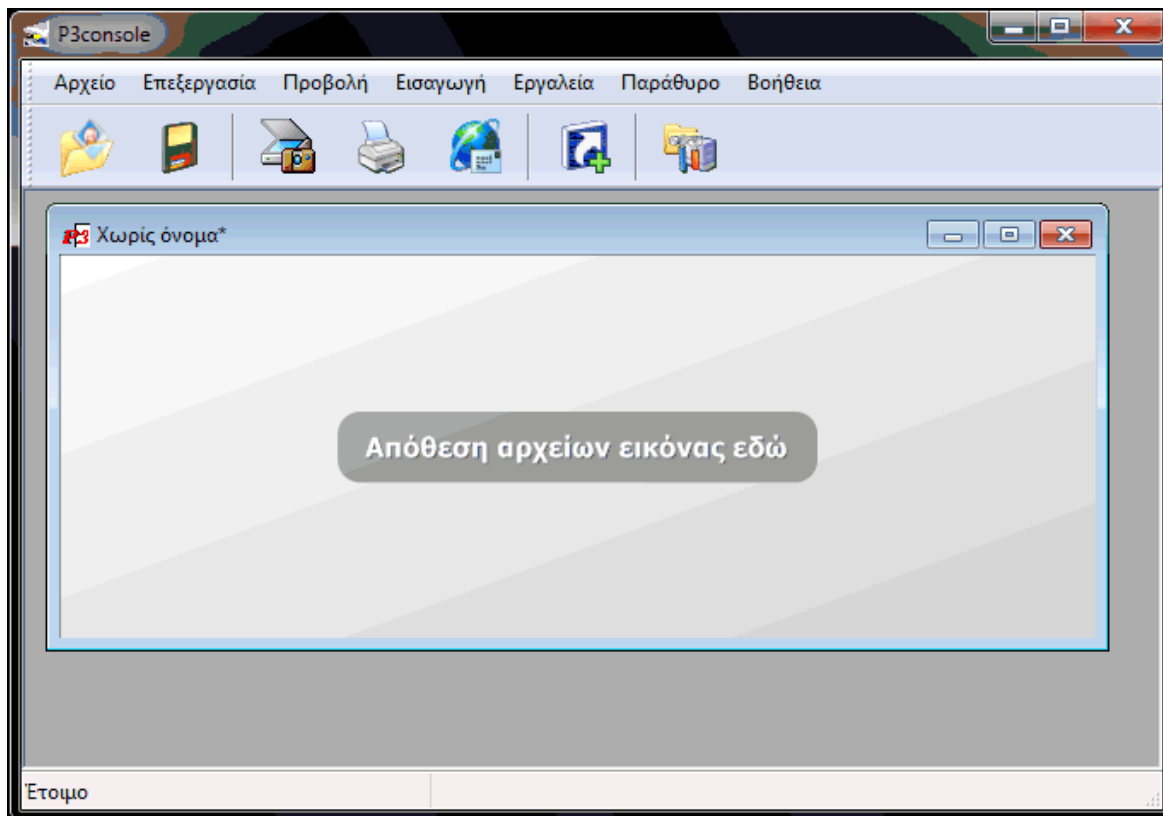 P3console
Αρχείο Επεξεργασία Προβολή Εισαγωγή Εργαλεία Παράθυρο Βοήθεια
Χωρίς όνομα*
Απόθεση αρχείων εικόνας εδώ
Έτοιμο